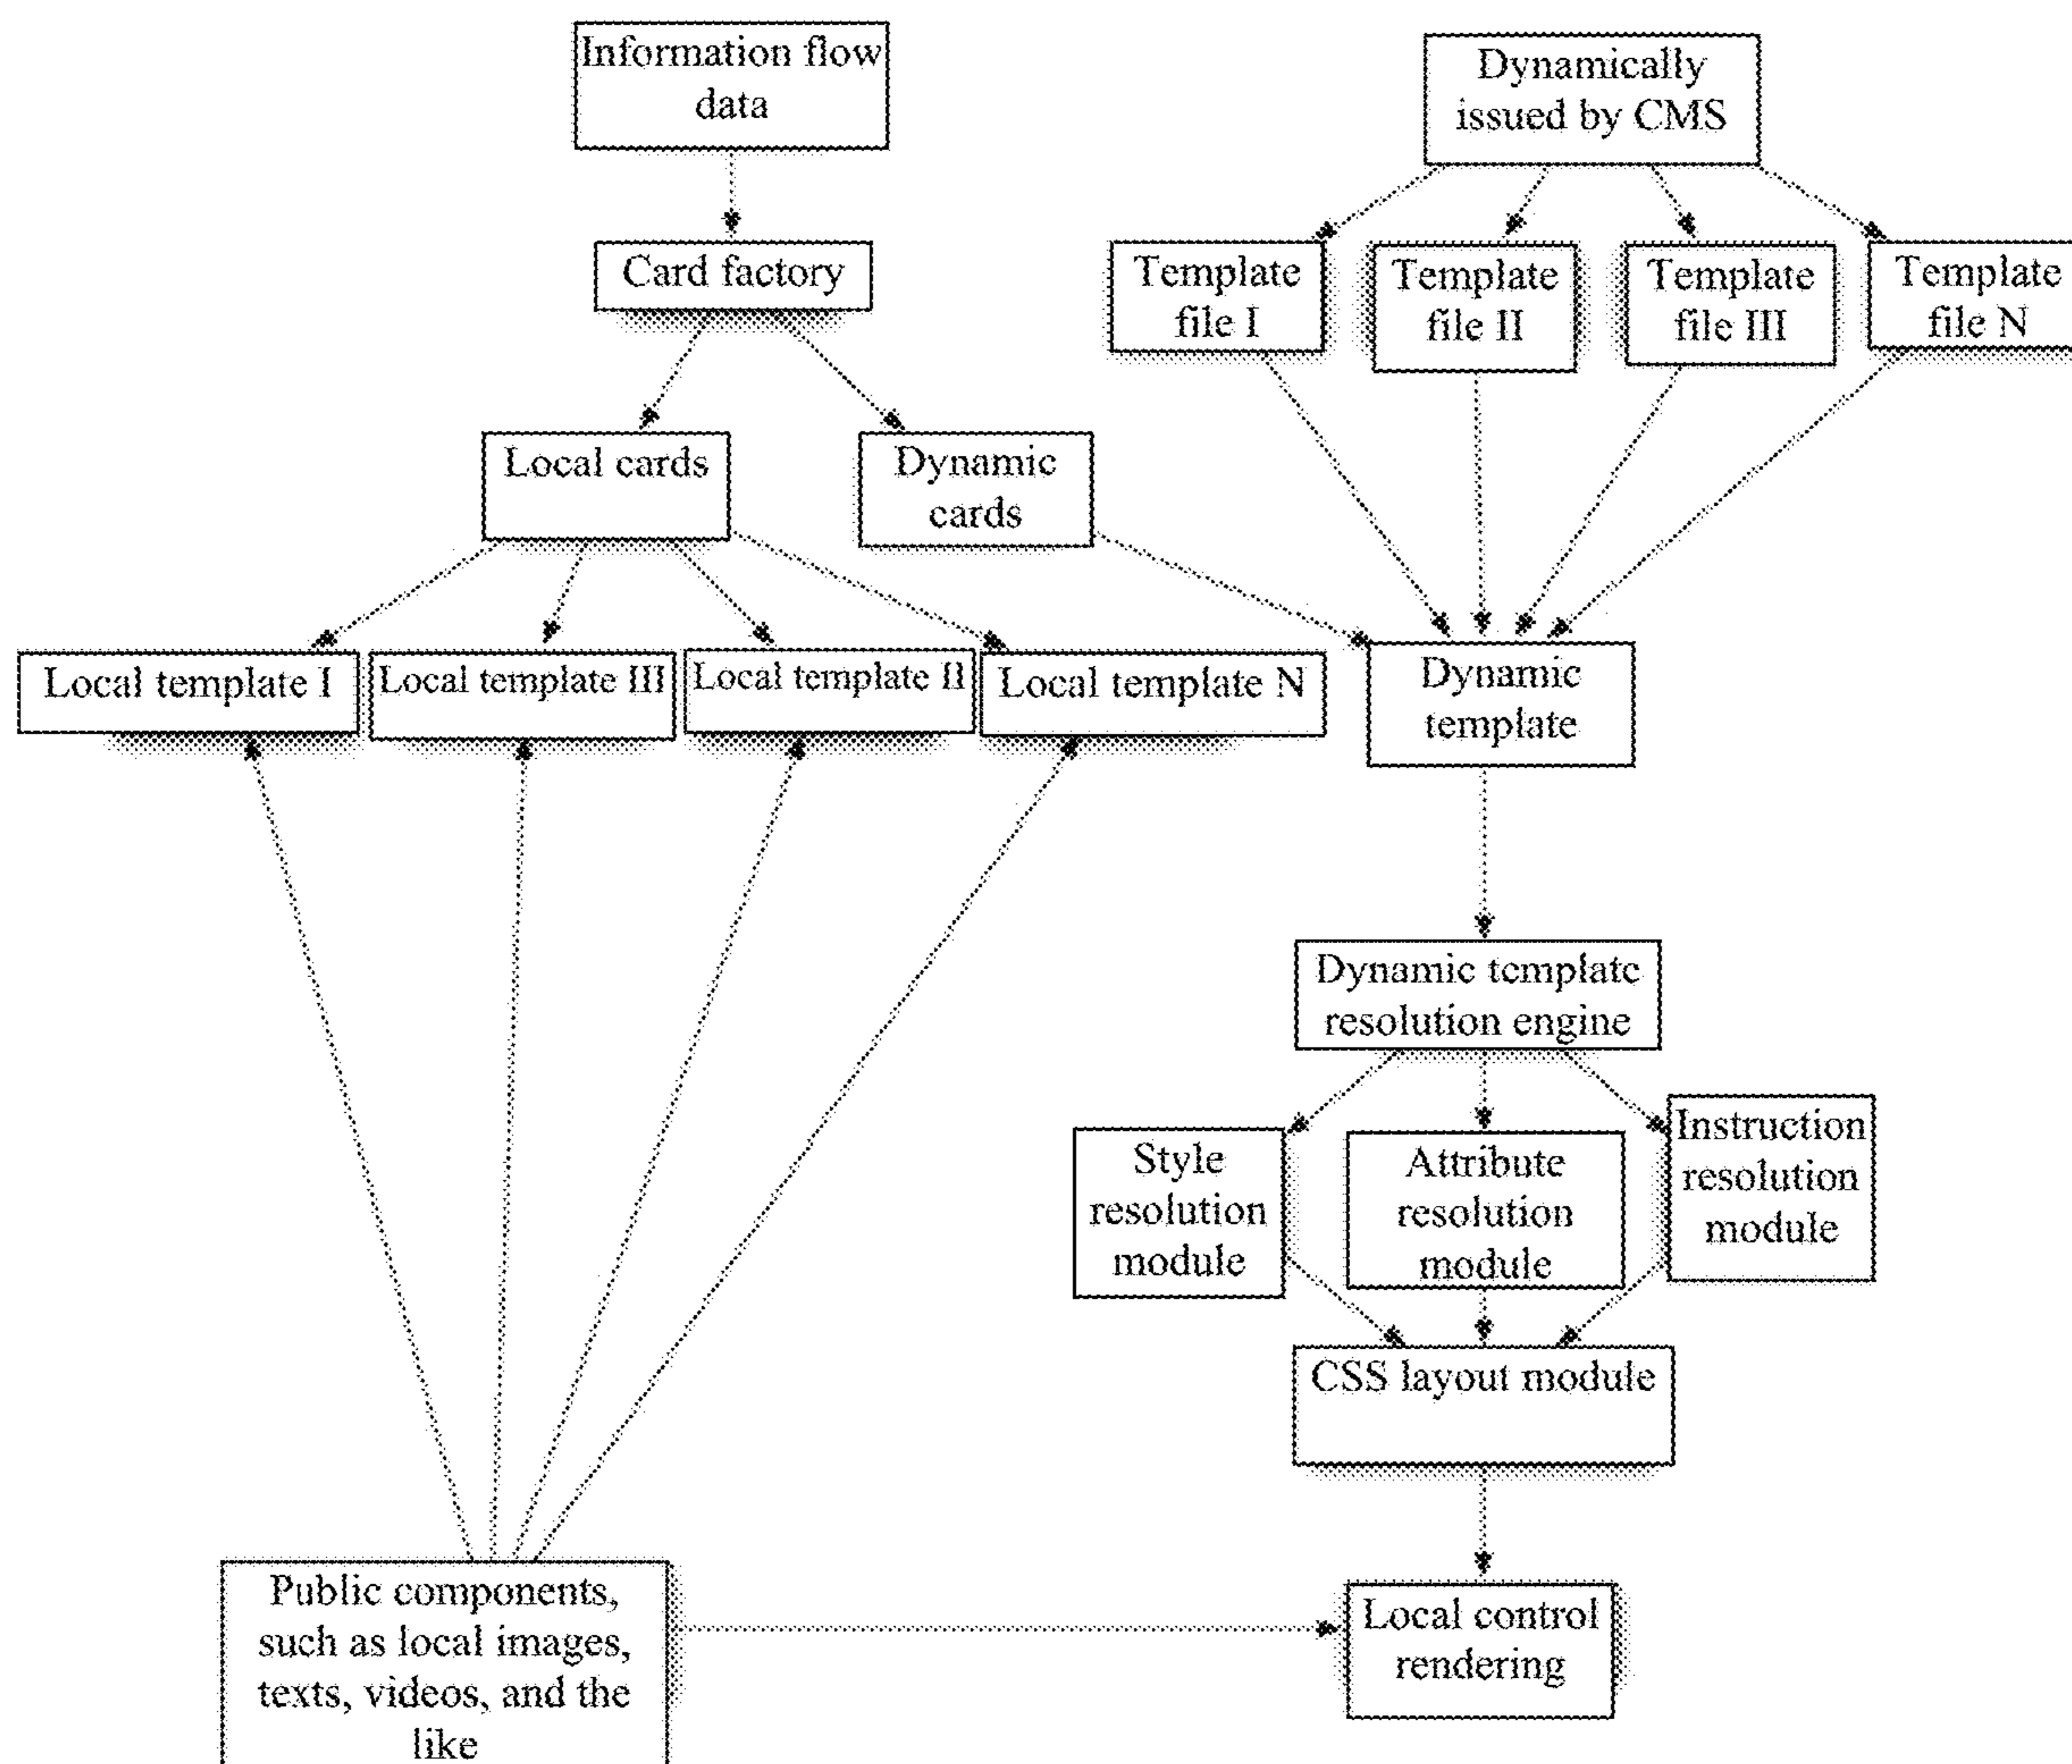 Information flow
data
Dynamically
issued by CMS
Card factory
Template
file I
Template
file II
Template
file III
Template
file N
Local cards
Dynamic
cards
Local template I
Local template III
Local template II
Local template N
Dynamic
template
Dynamic template
resolution engine
Style
resolution
module
Attribute
resolution
module
Instruction
resolution
module
CSS layout module
Public components,
such as local images,
texts, videos, and the
like
Local control
rendering